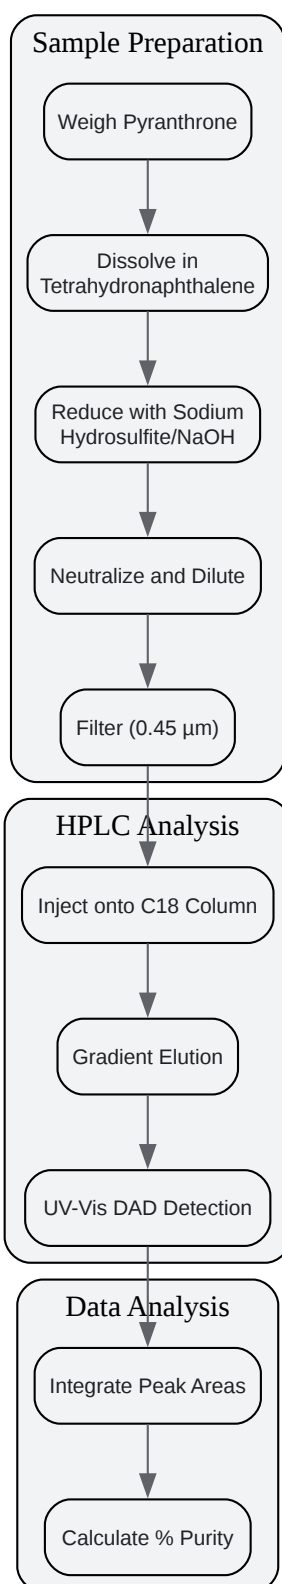 Sample Preparation
Weigh Pyranthrone
Dissolve in
Tetrahydronaphthalene
Reduce with Sodium
Hydrosulfite/NaOH
Neutralize and Dilute
Filter (0.45 µm)
HPLC Analysis
Inject onto C18 Column
Gradient Elution
UV-Vis DAD Detection
Data Analysis
Integrate Peak Areas
Calculate % Purity